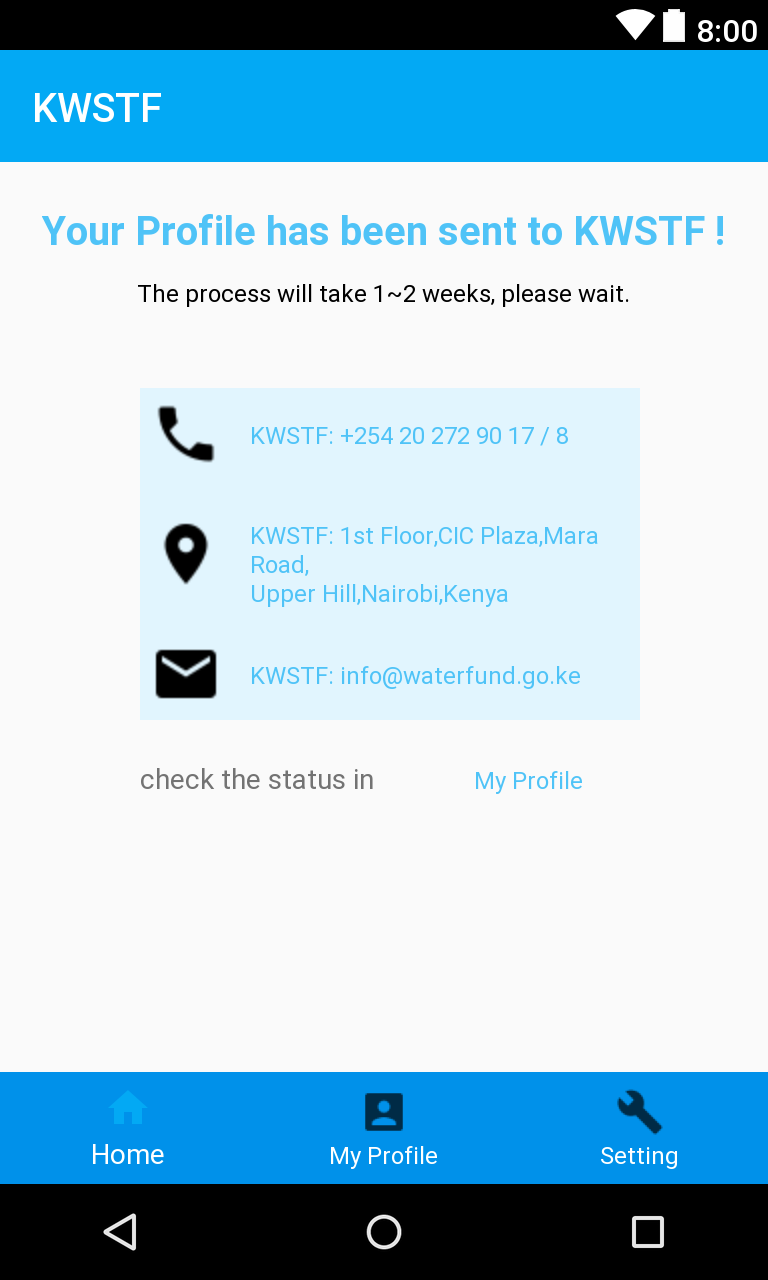 8:00
KWSTF
Your Profile has been sent to KWSTF !
The process will take 1~2 weeks, please wait.
KWSTF: +254 20 272 90 17 / 8
KWSTF: 1st Floor,CIC Plaza,Mara
Road,
Upper Hill,Nairobi,Kenya
KWSTF: info@waterfund.go.ke
check the status in My Profile
Home My Profile Setting